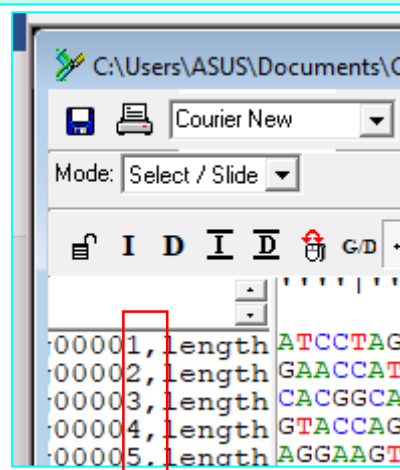 C:\Users\ASUS\Documents\
Courier New
Mode: Select / Slide
I D I D G/D
00001,length ATCCTAG
00002,length GAACCAT
00003,length CACGGCA
00004,length GTACCAG
00005,length AGGAAGT